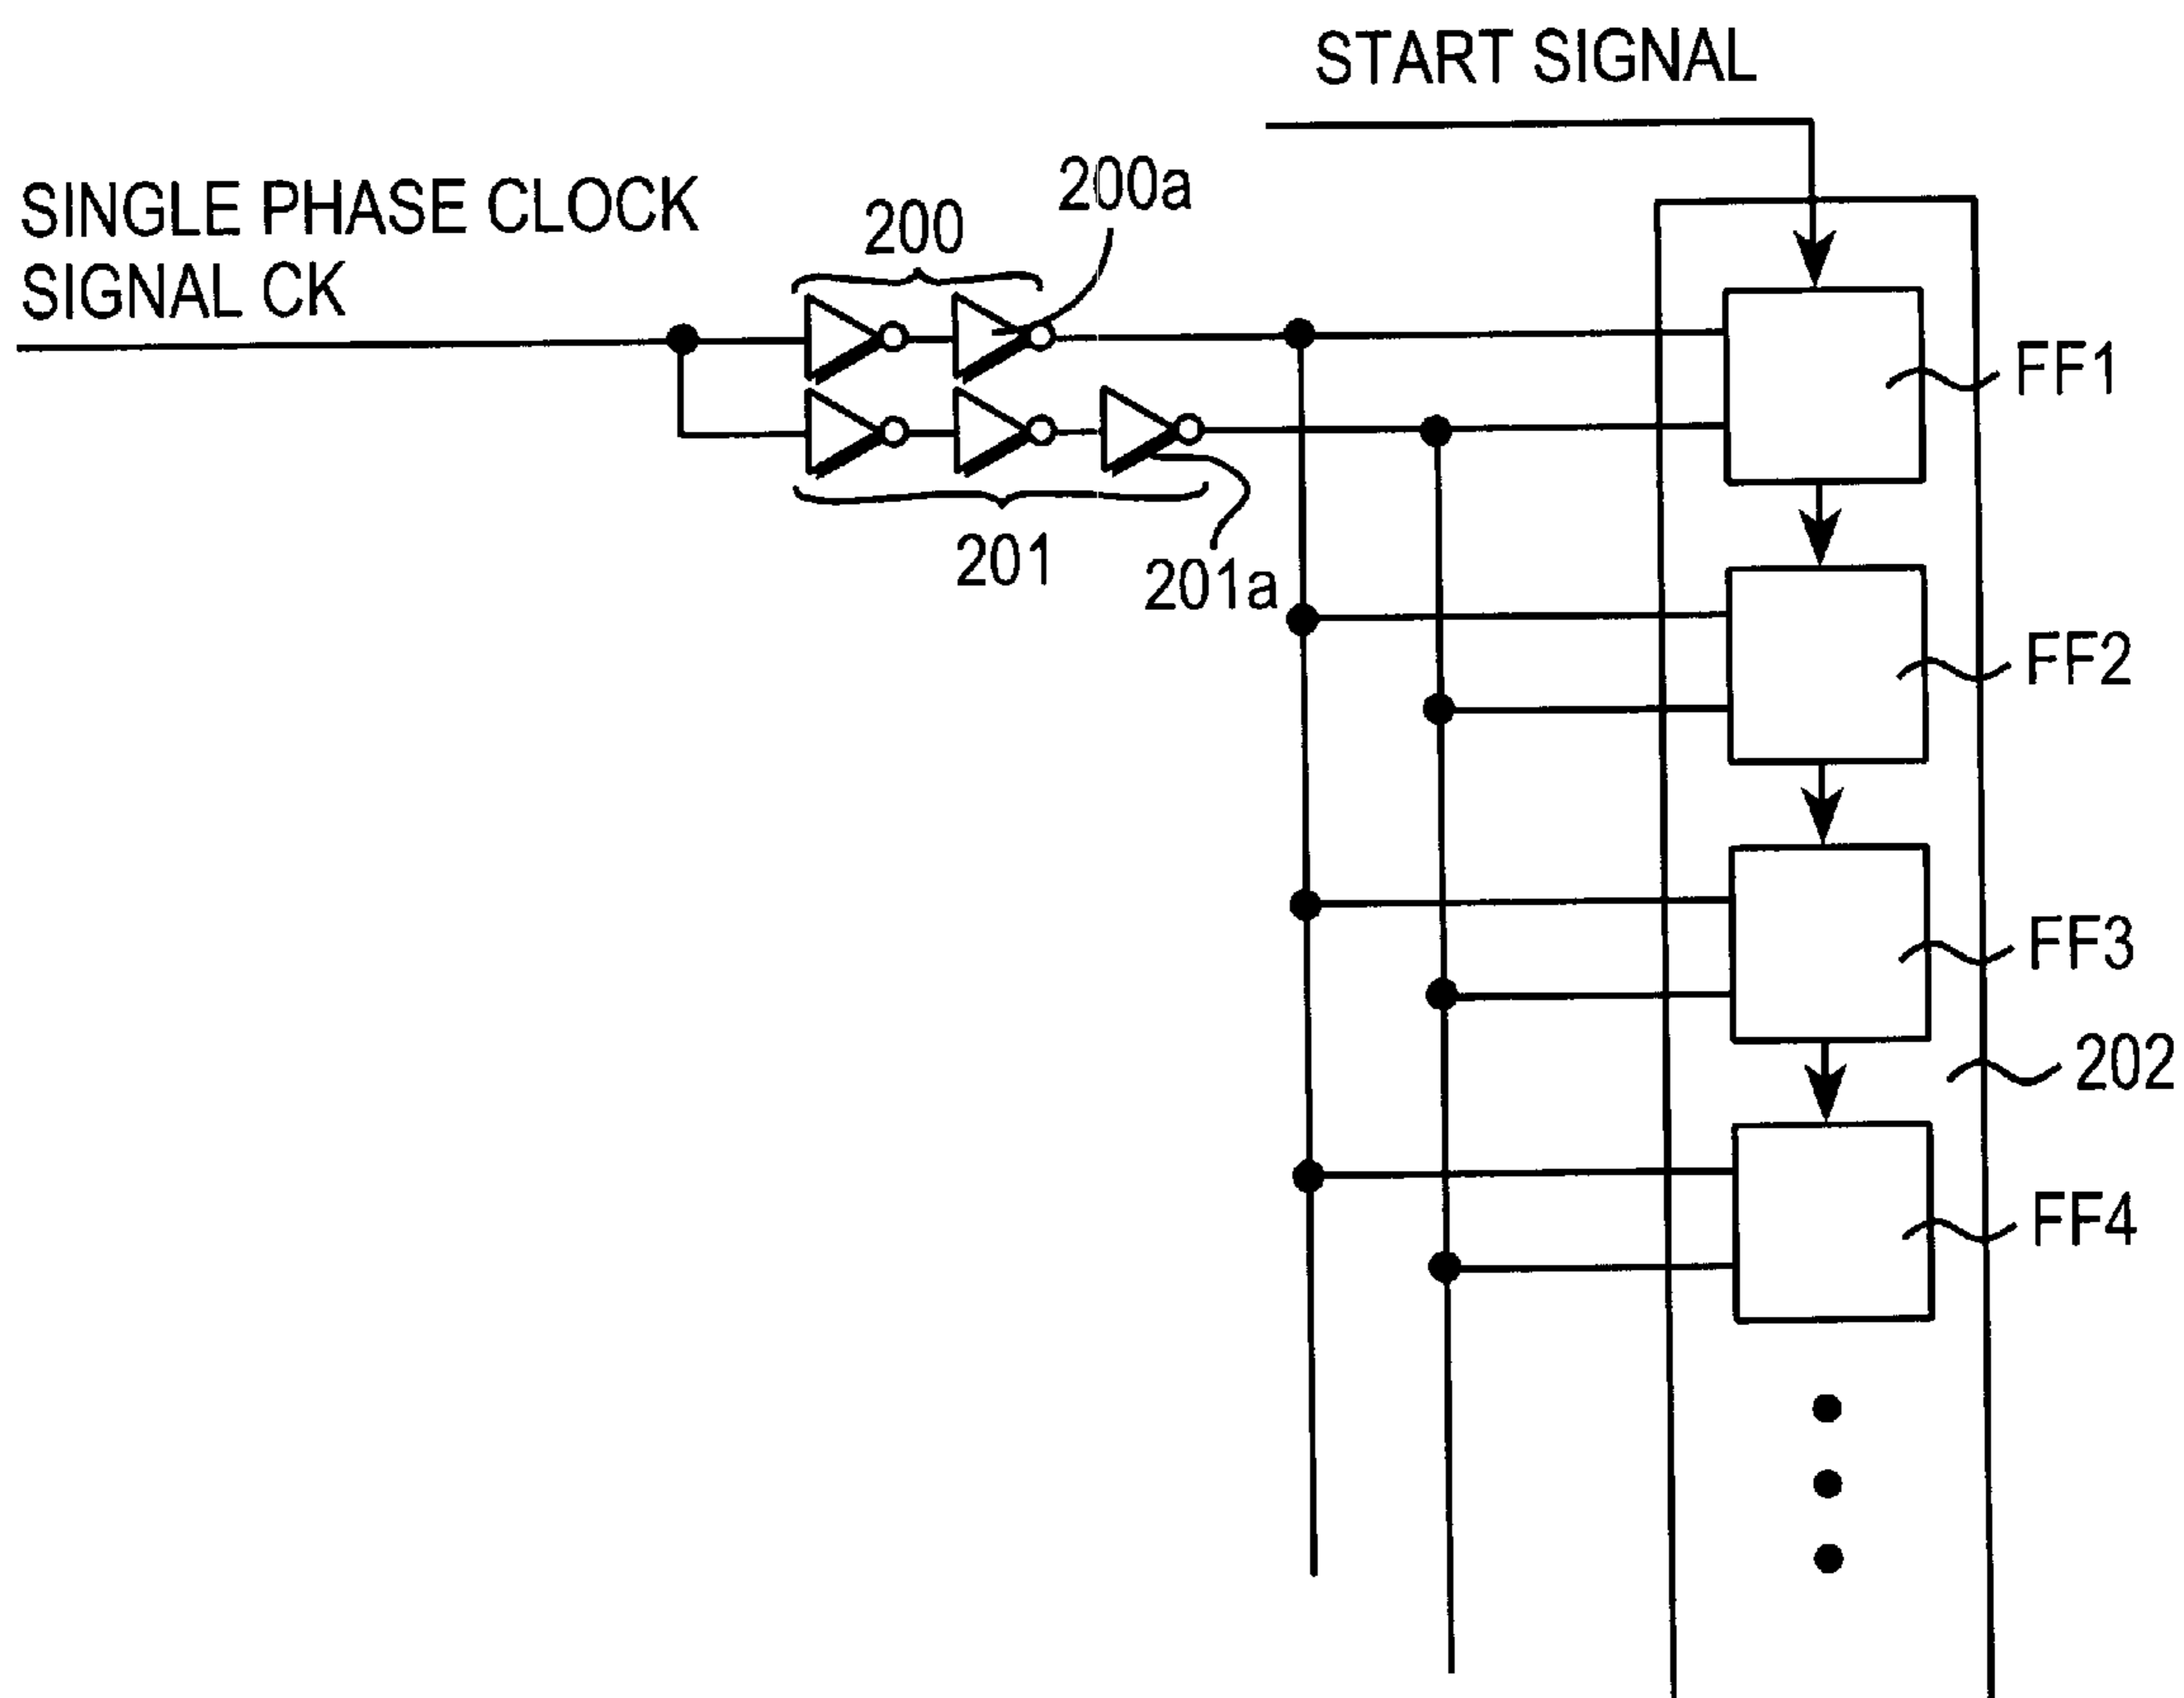 START SIGNAL
SINGLE PHASE CLOCK
SIGNAL CK
200
200a
201
201a
FF1
FF2
FF3
202
FF4